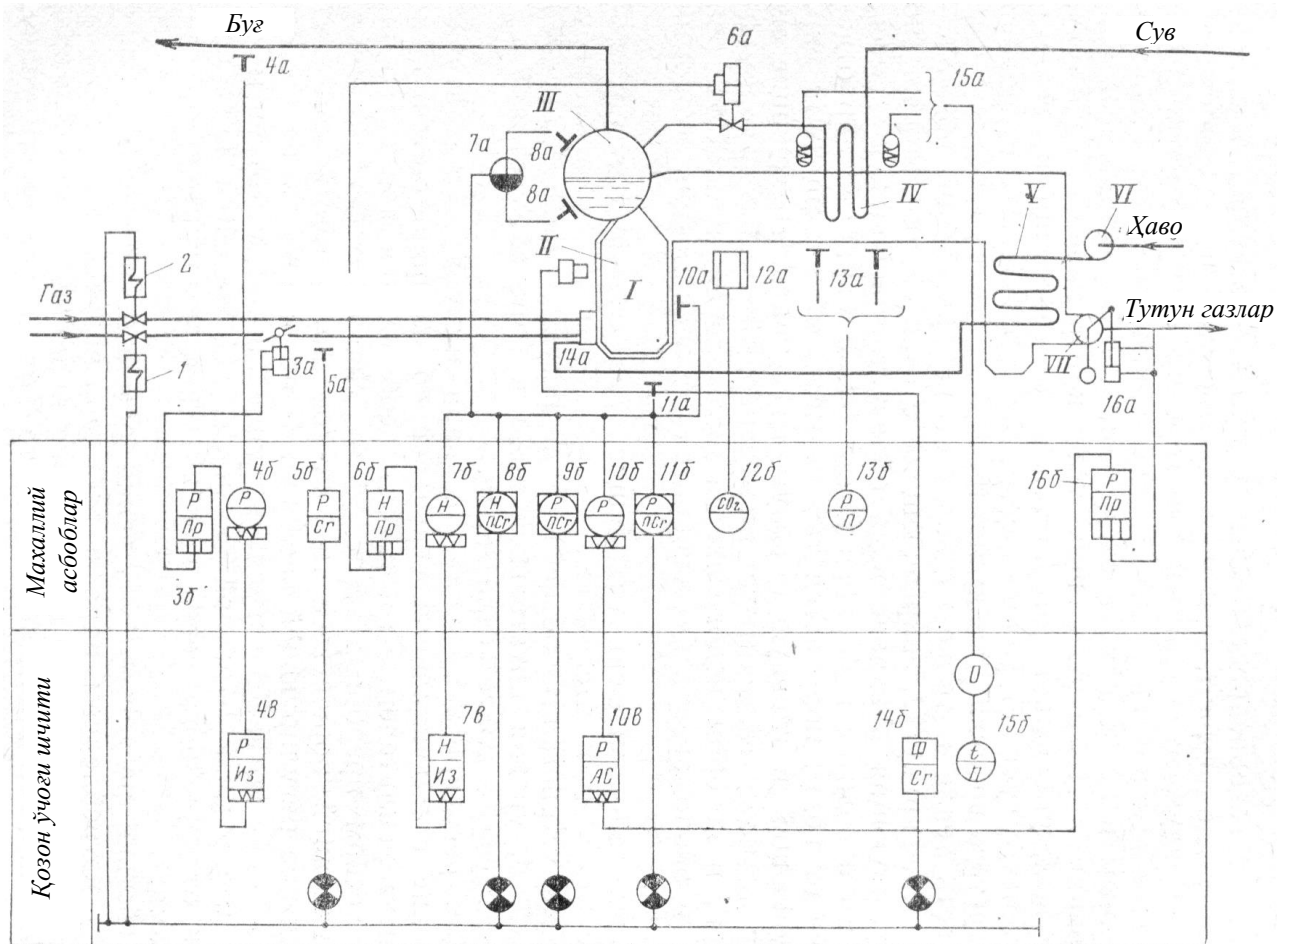 Буғ
Сув
4а
6а
15а
III
7а
8а
8а
IV
V
VI
Ҳаво
2
II
10а
12а
13а
I
Газ
Тутун газлар
VII
1
3а
5а
14а
11а
16а
Махаллий асбоблар
4б
5б
6б
7б
8б
9б
10б
11б
12б
13б
16б
Р
Пр
Р
Р
Сг
Н
Пр
Н
Н
ПСг
Р
ПСг
Р
Р
ПСг
СО₂
Р
П
Р
Пр
3б
Қозон ўчоғи шчити
О
4в
7в
10в
14б
15б
Р
Из
Н
Из
Р
АС
Ф
Сг
t
П